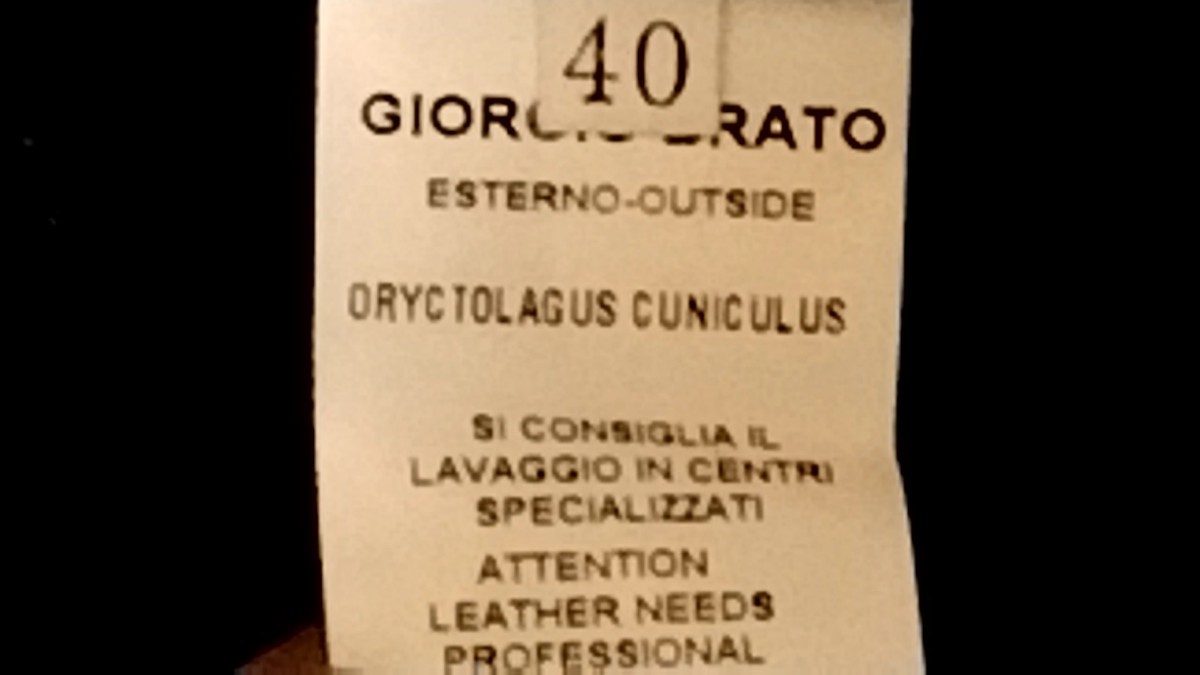 40
ESTERNO-OUTSIDE
ORYCTOLAGUS CUNICULUS
SI CONSIGLIA IL
LAVAGGIO IN CENTRI
SPECIALIZZATI
ATTENTION
LEATHER NEEDS
PROFESSIONAL